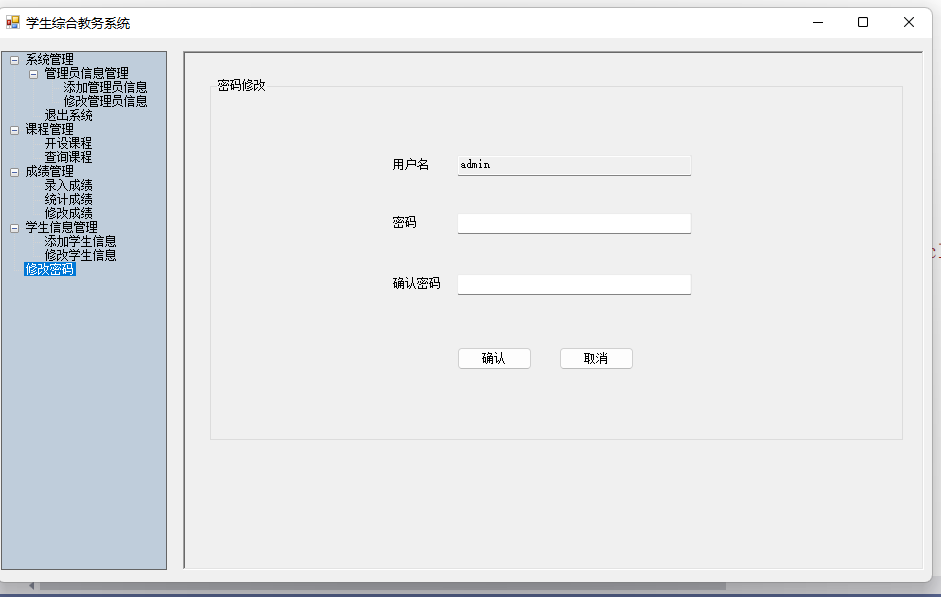 学生综合教务系统
系统管理
管理员信息管理
添加管理员信息
修改管理员信息
退出系统
课程管理
开设课程
查询课程
成绩管理
录入成绩
统计成绩
修改成绩
学生信息管理
添加学生信息
修改学生信息
修改密码
密码修改
用户名 admin
密码
确认密码
确认 取消